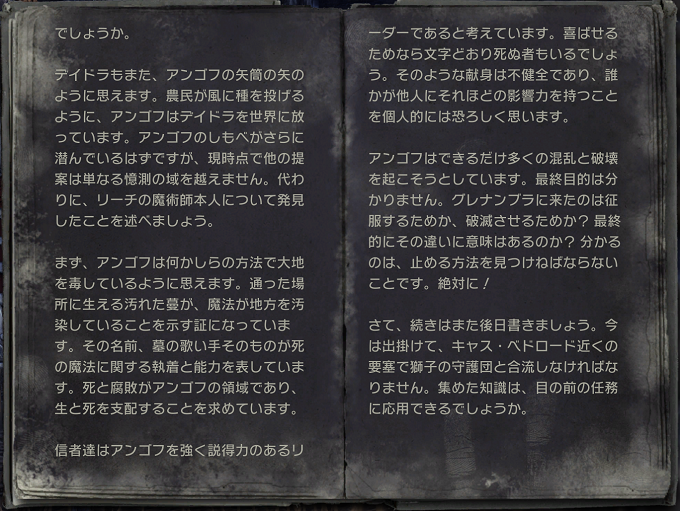 でしょうか。
デイドラもまた、アンゴフの矢筒の矢の
ように思えます。農民が風に種を投げる
ように、アンゴフはデイドラを世界に放
っています。アンゴフのしもべがさらに
潜んでいるはずですが、現時点で他の提
案は単なる憶測の域を越えません。代わ
りに、リーチの魔術師本人について発見
したことを述べましょう。
まず、アンゴフは何かしらの方法で大地
を毒しているように思えます。通った場
所に生える汚れた蔓が、魔法が地方を汚
染していることを示す証になっていま
す。その名前、墓の歌い手そのものが死
の魔法に関する執着と能力を表していま
す。死と腐敗がアンゴフの領域であり、
生と死を支配することを求めています。
信者達はアンゴフを強く説得力のあるリ
ーダーであると考えています。喜ばせる
ためなら文字どおり死ぬ者もいるでしょ
う。そのような献身は不健全であり、誰
かが他人にそれほどの影響力を持つこと
を個人的には恐ろしく思います。
アンゴフはできるだけ多くの混乱と破壊
を起こそうとしています。最終目的は分
かりません。グレナンブラに来たのは征
服するためか、破滅させるためか? 最終
的にその違いに意味はあるのか? 分かる
のは、止める方法を見つけねばならない
ことです。絶対に!
さて、続きはまた後日書きましょう。今
は出掛けて、キャス・ベドロード近くの
要塞で獅子の守護団と合流しなければな
りません。集めた知識は、目の前の任務
に応用できるでしょうか。